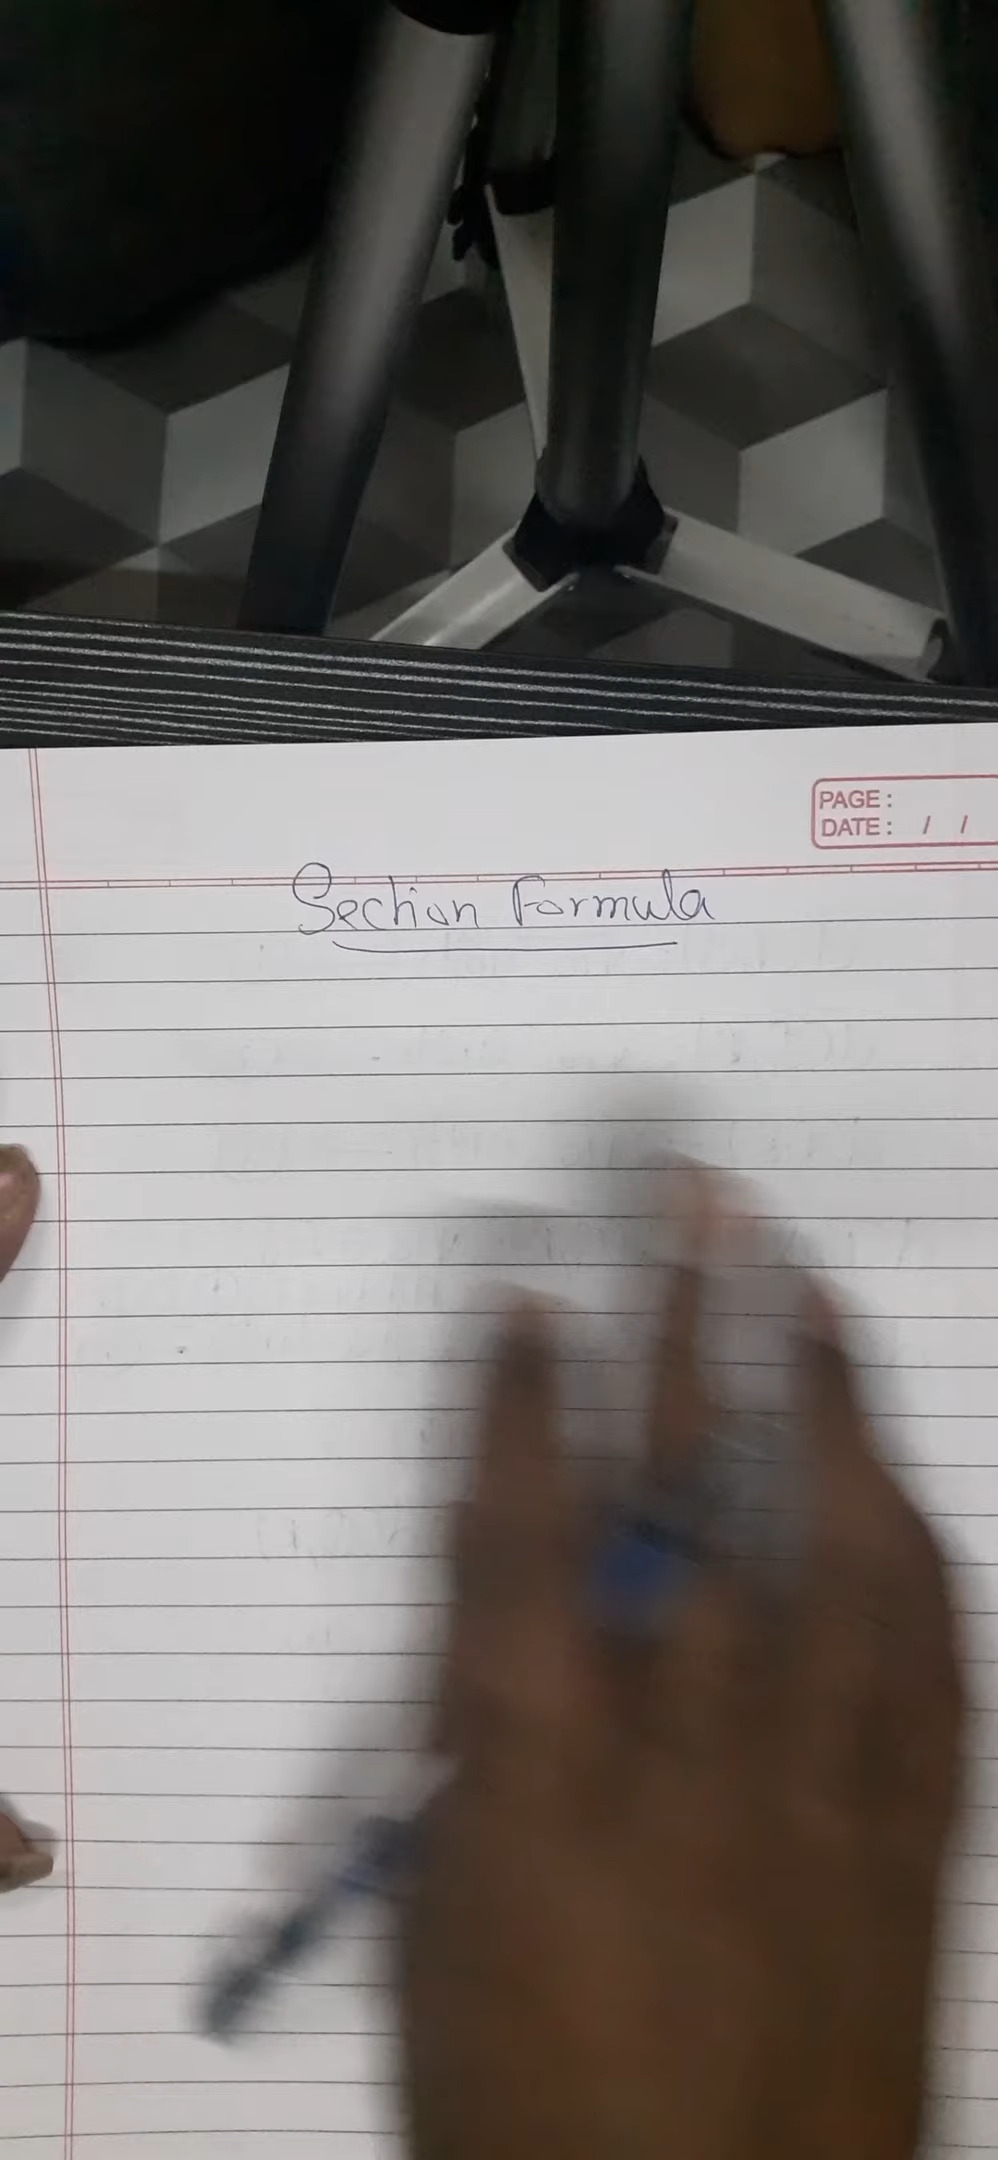 PAGE :
DATE : / /
Section Formula